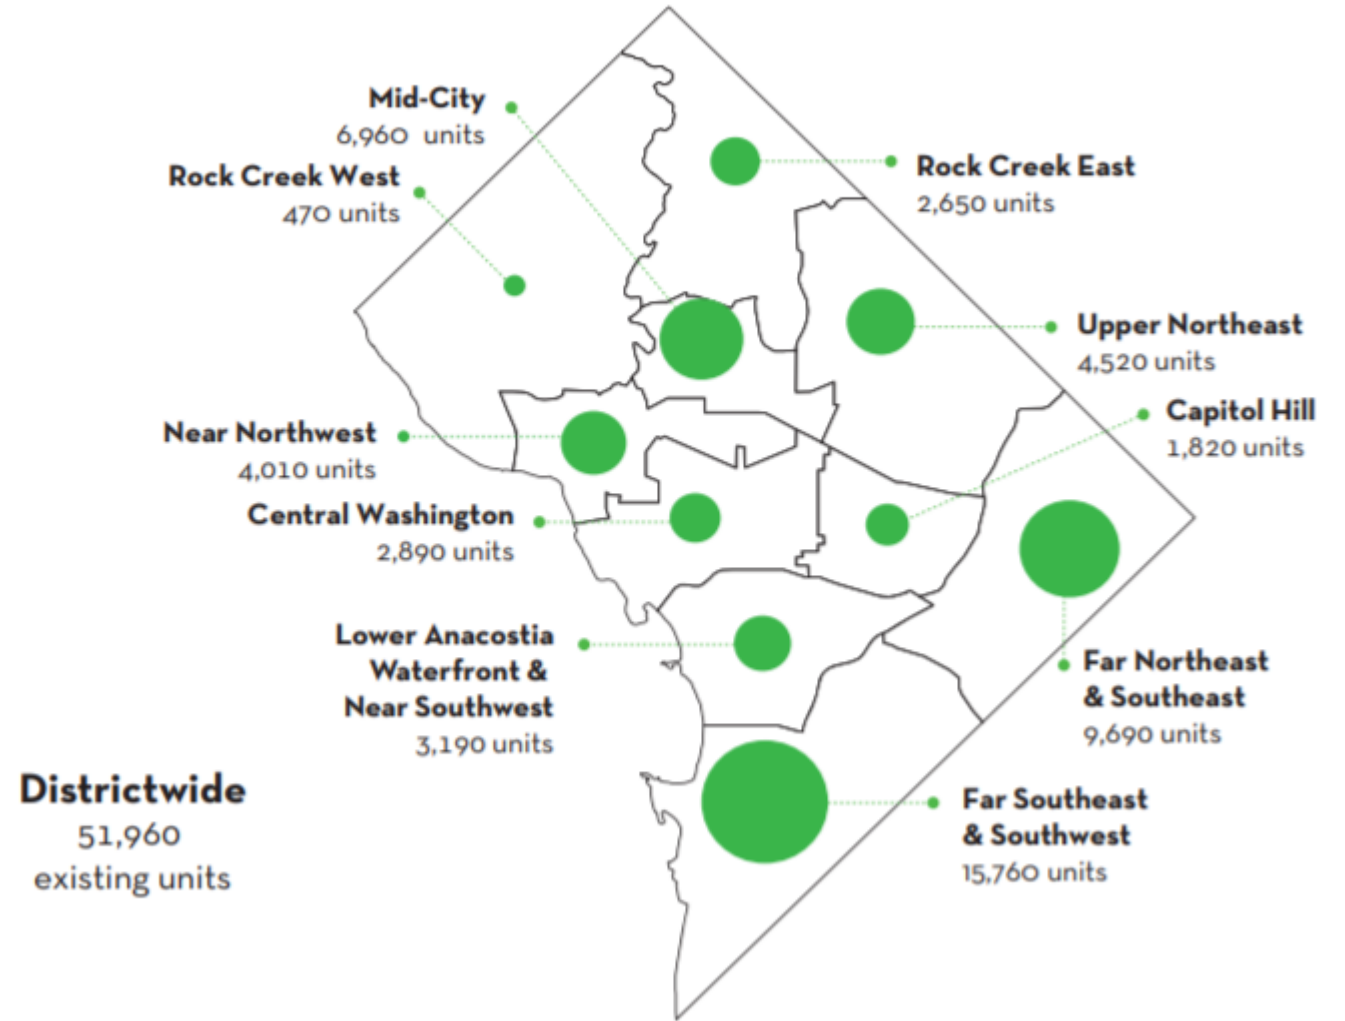 Mid-City
6,960 units
Rock Creek West
470 units
Rock Creek East
2,650 units
Upper Northeast
4,520 units
Capitol Hill
1,820 units
Near Northwest
4,010 units
Central Washington
2,890 units
Lower Anacostia
Waterfront &
Near Southwest
3,190 units
Far Northeast
& Southeast
9,690 units
Far Southeast
& Southwest
15,760 units
Districtwide
51,960
existing units